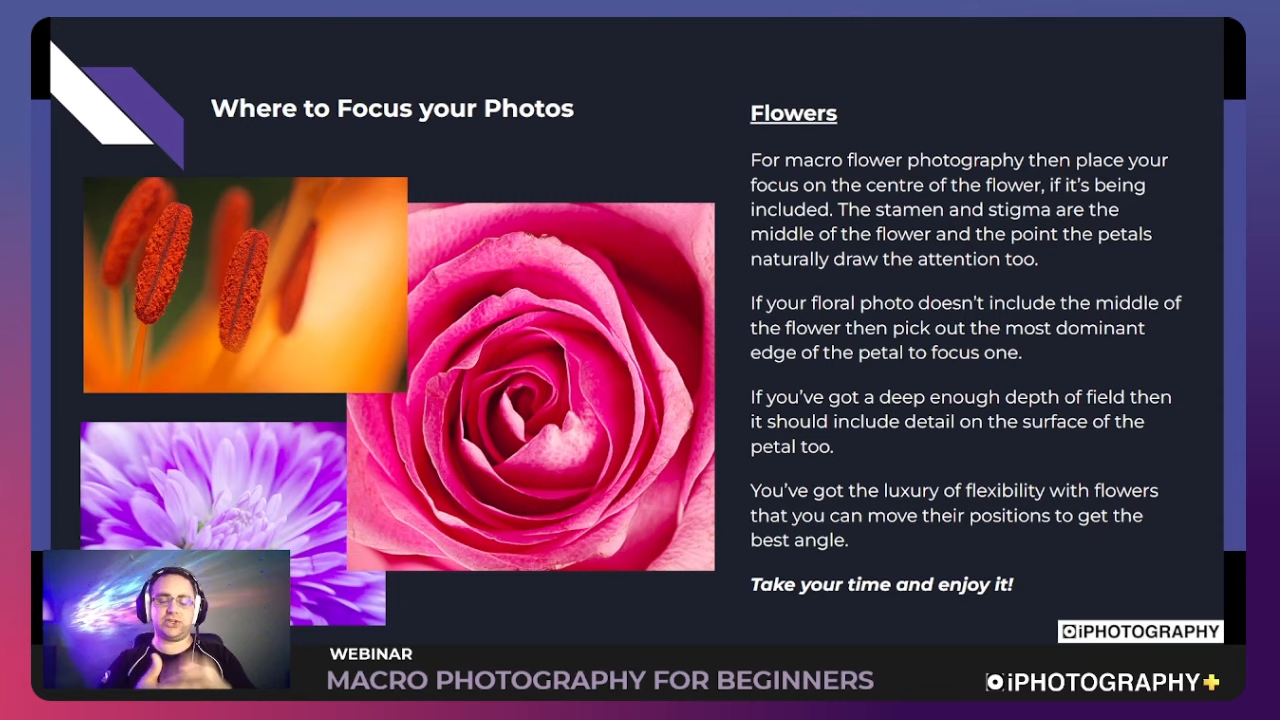 Where to Focus your Photos
Flowers
For macro flower photography then place your
focus on the centre of the flower, if it's being
included. The stamen and stigma are the
middle of the flower and the point the petals
naturally draw the attention too.
If your floral photo doesn't include the middle of
the flower then pick out the most dominant
edge of the petal to focus one.
If you've got a deep enough depth of field then
it should include detail on the surface of the
petal too.
You've got the luxury of flexibility with flowers
that you can move their positions to get the
best angle.
Take your time and enjoy it!
iPHOTOGRAPHY
WEBINAR
MACRO PHOTOGRAPHY FOR BEGINNERS
iPHOTOGRAPHY+